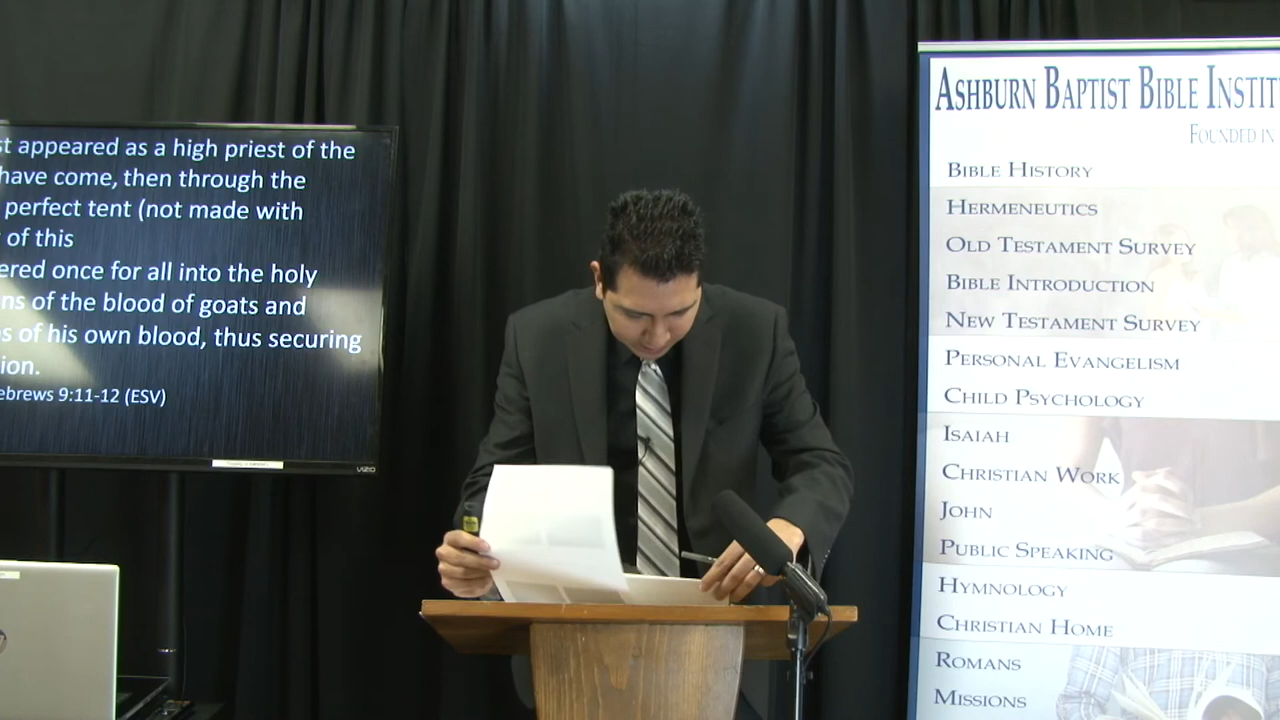 st appeared as a high priest of the
have come, then through the
perfect tent (not made with
of this
ered once for all into the holy
ns of the blood of goats and
s of his own blood, thus securing
ion.
ebrews 9:11-12 (ESV)
VIZIO
ASHBURN BAPTIST BIBLE INSTIT
FOUNDED IN
BIBLE HISTORY
HERMENEUTICS
OLD TESTAMENT SURVEY
BIBLE INTRODUCTION
NEW TESTAMENT SURVEY
PERSONAL EVANGELISM
CHILD PSYCHOLOGY
ISAIAH
CHRISTIAN WORK
JOHN
PUBLIC SPEAKING
HYMNOLOGY
CHRISTIAN HOME
ROMANS
MISSIONS